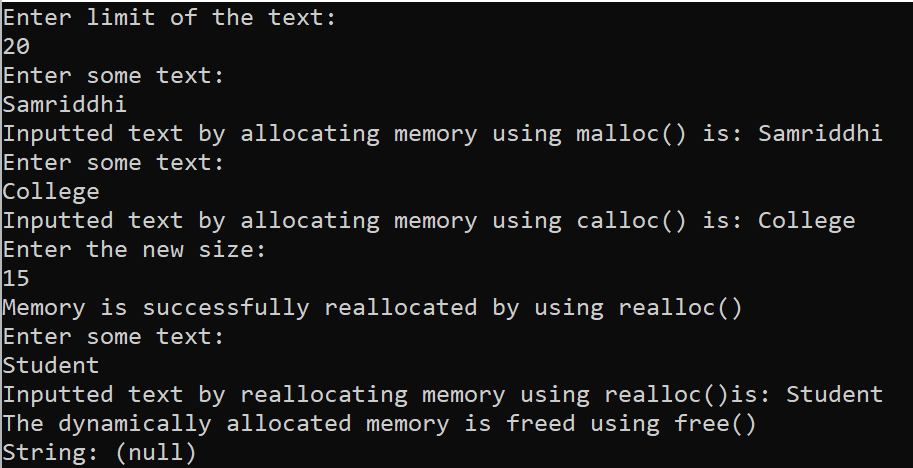 Enter limit of the text:
20
Enter some text:
Samriddhi
Inputted text by allocating memory using malloc() is: Samriddhi
Enter some text:
College
Inputted text by allocating memory using calloc() is: College
Enter the new size:
15
Memory is successfully reallocated by using realloc()
Enter some text:
Student
Inputted text by reallocating memory using realloc()is: Student
The dynamically allocated memory is freed using free()
String: (null)